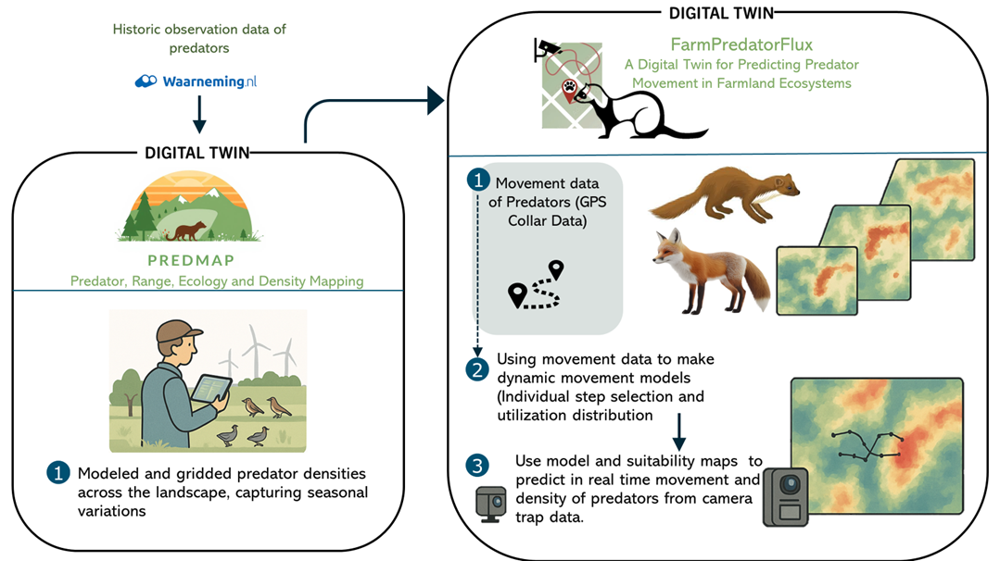 Historic observation data of
predators
Waarneming.nl
DIGITAL TWIN
PREDMAP
Predator, Range, Ecology and Density Mapping
1 Modeled and gridded predator densities
across the landscape, capturing seasonal
variations
DIGITAL TWIN
FarmPredatorFlux
A Digital Twin for Predicting Predator
Movement in Farmland Ecosystems
1 Movement data
of Predators (GPS
Collar Data)
2 Using movement data to make
dynamic movement models
(Individual step selection and
utilization distribution
3 Use model and suitability maps to
predict in real time movement and
density of predators from camera
trap data.